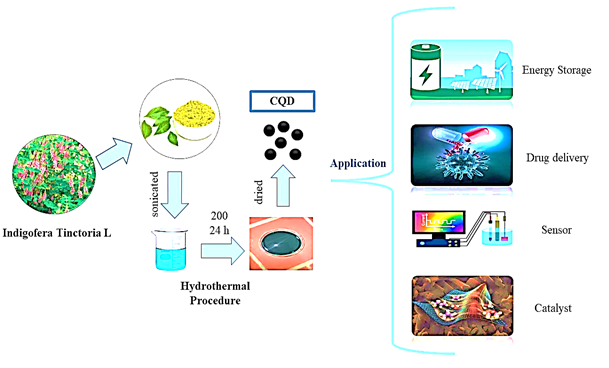 Indigofera Tinctoria L
sonicated
200
24 h
Hydrothermal
Procedure
dried
CQD
Application
Energy Storage
Drug delivery
Sensor
Catalyst